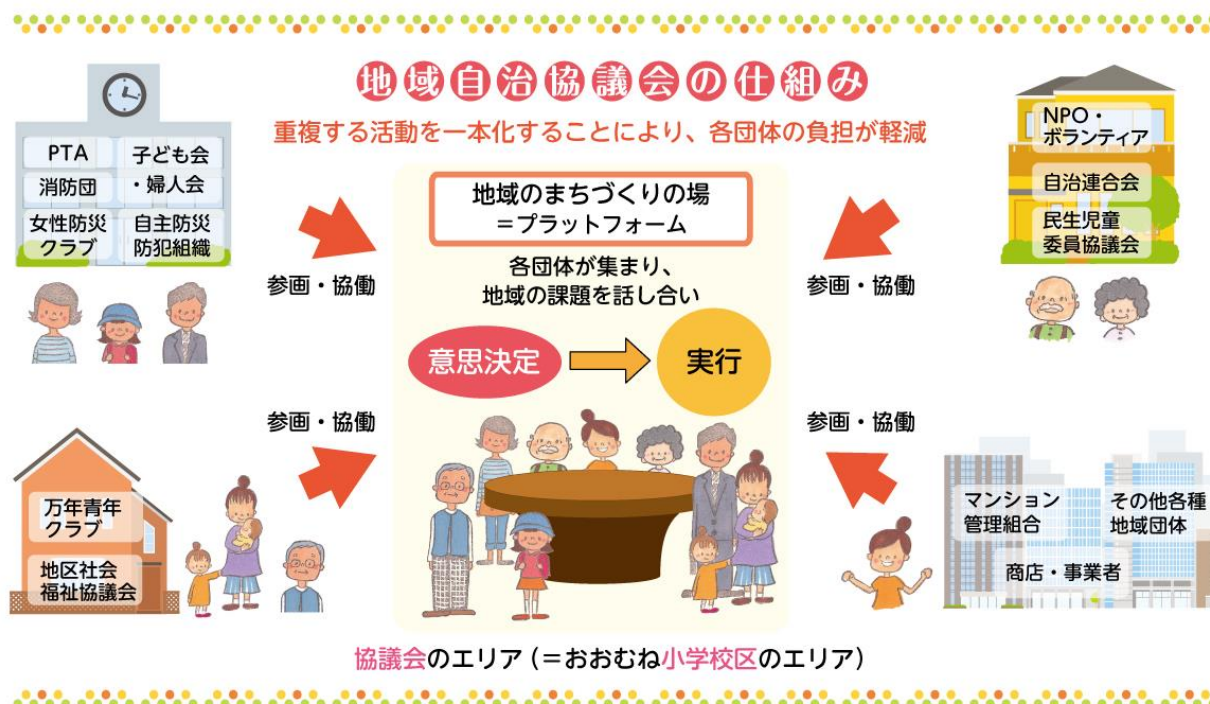 地域自治協議会の仕組み
重複する活動を一本化することにより、各団体の負担が軽減
PTA
消防団
女性防災
クラブ
子ども会
・婦人会
自主防災
防犯組織
参画・協働
地域のまちづくりの場
＝プラットフォーム
各団体が集まり、
地域の課題を話し合い
意思決定
実行
参画・協働
NPO・
ボランティア
自治連合会
民生児童
委員協議会
万年青年
クラブ
地区社会
福祉協議会
参画・協働
参画・協働
マンション
管理組合
その他各種
地域団体
商店・事業者
協議会のエリア（＝おおむね小学校区のエリア）